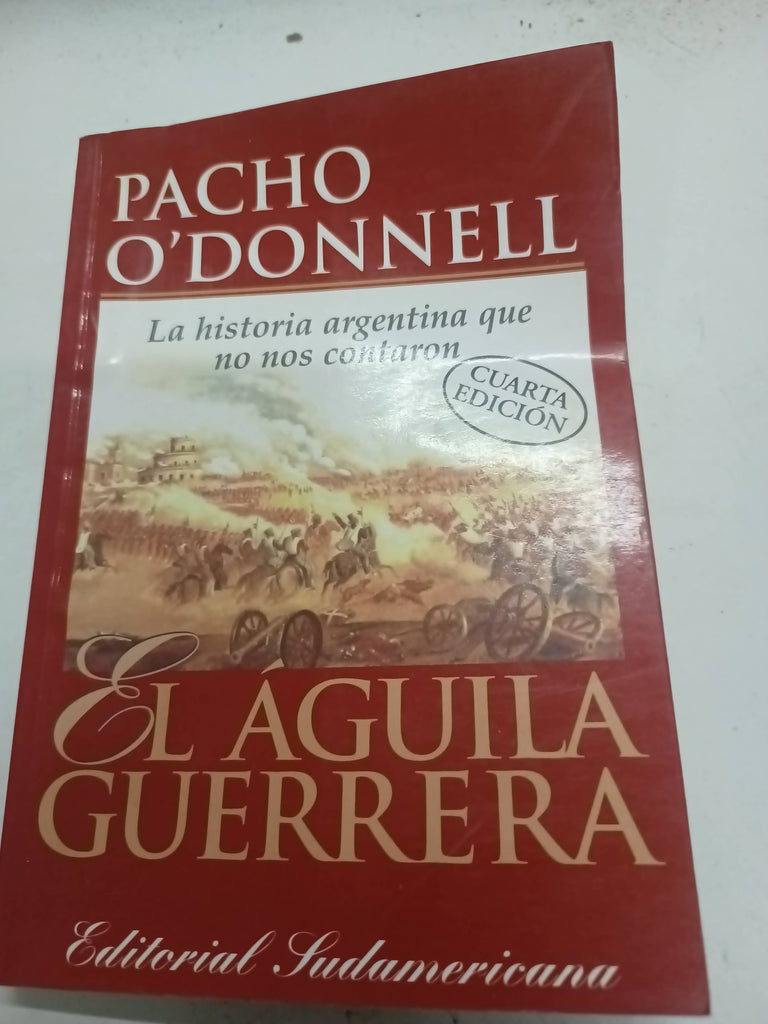 PACHO
O'DONNELL
La historia argentina que
no nos contaron
CUARTA
EDICIÓN
EL ÁGUILA
GUERRERA
Editorial Sudamericana